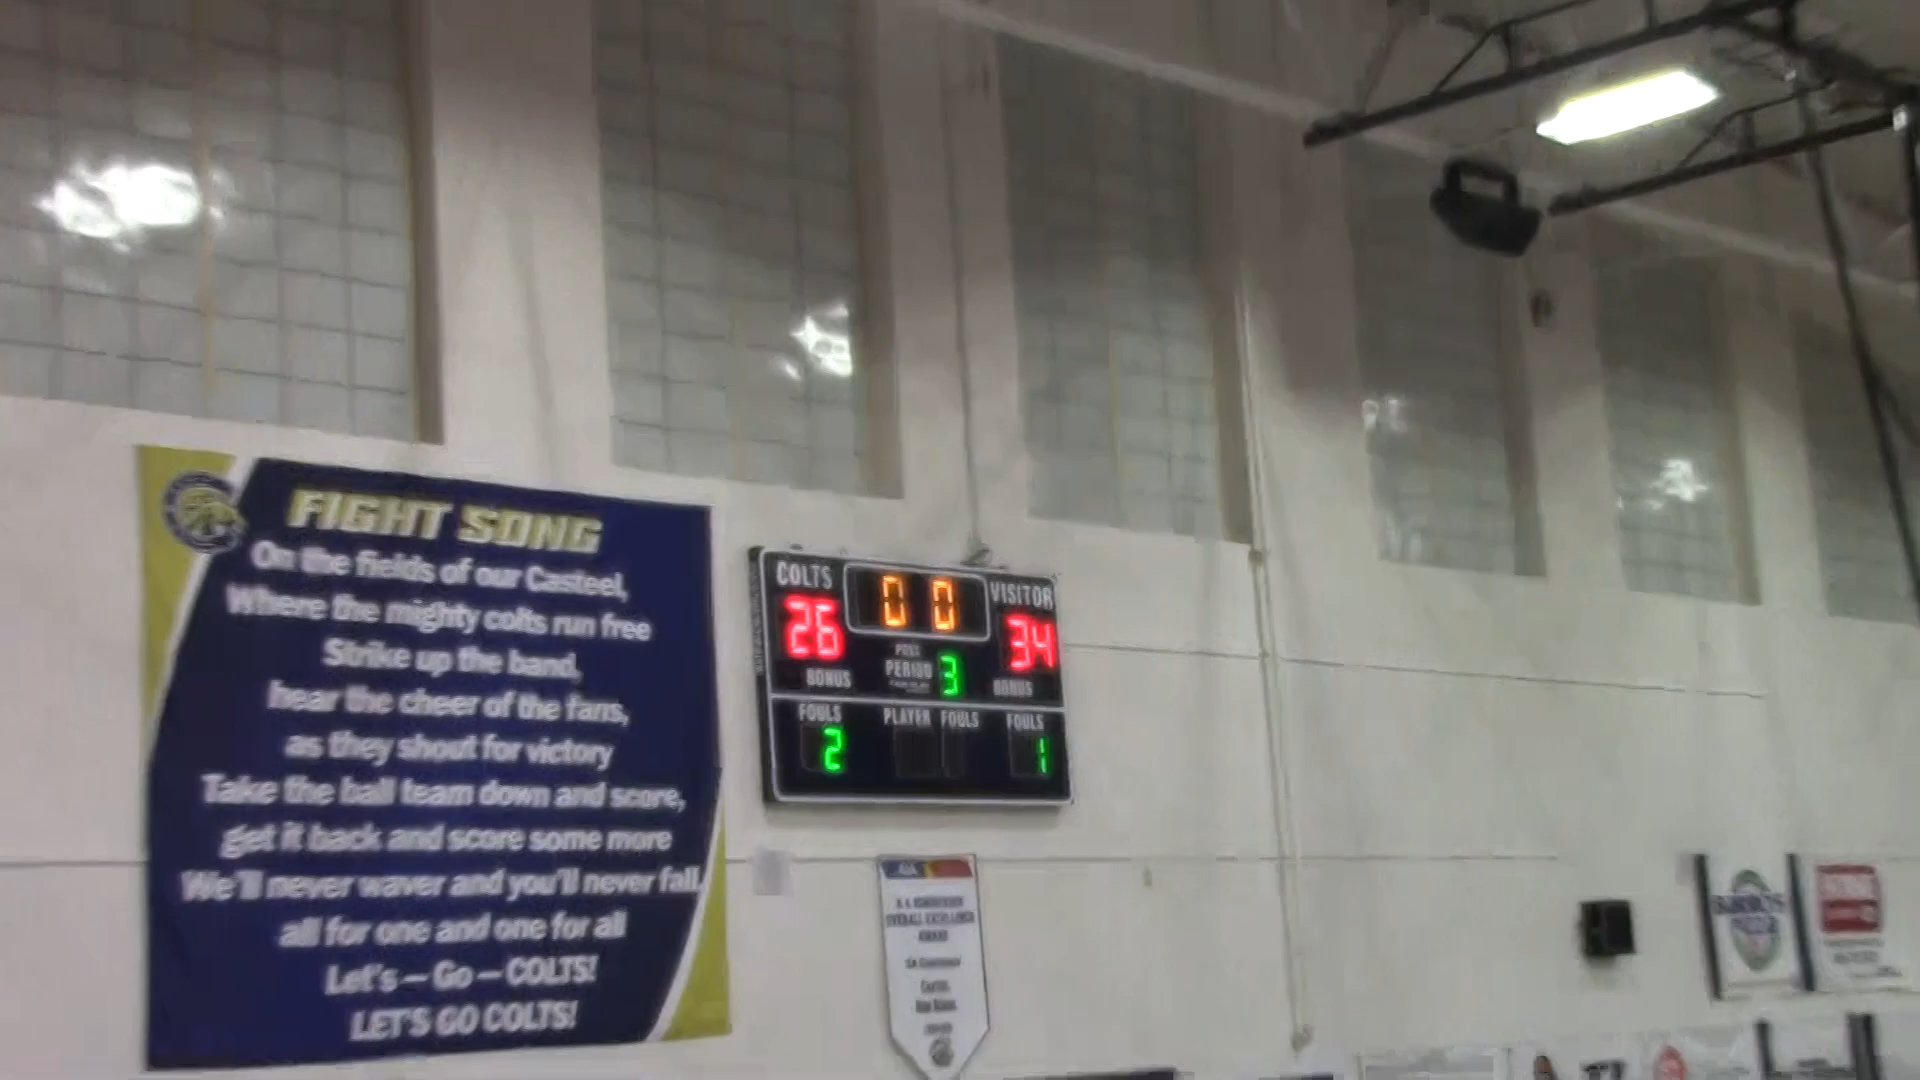 FIGHT SONG
On the fields of our Casteel,
Where the mighty colts run free
Strike up the band,
hear the cheer of the fans,
as they shout for victory
Take the ball team down and score,
get it back and score some more
We'll never waver and you'll never fall,
all for one and one for all
Let's – Go – COLTS!
LET'S GO COLTS!
COLTS 0 0 VISITOR
26 34
POSS
BONUS PERIOD 3 BONUS
FOULS PLAYER FOULS FOULS
2 1
OVERALL EXCELLENCE
AWARD